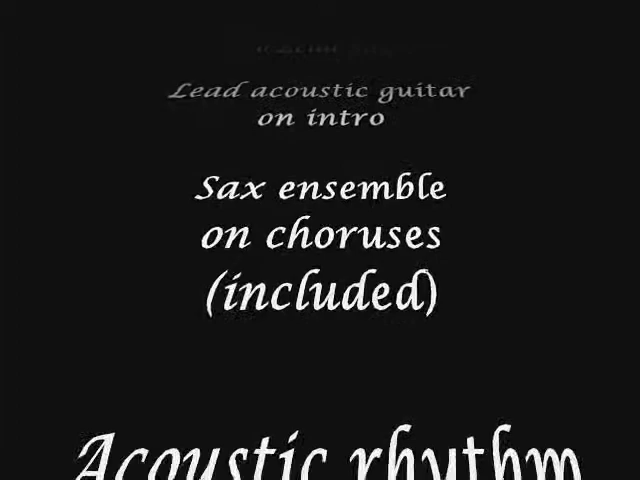 Lead acoustic guitar
on intro
Sax ensemble
on choruses
(included)
Acoustic rhythm